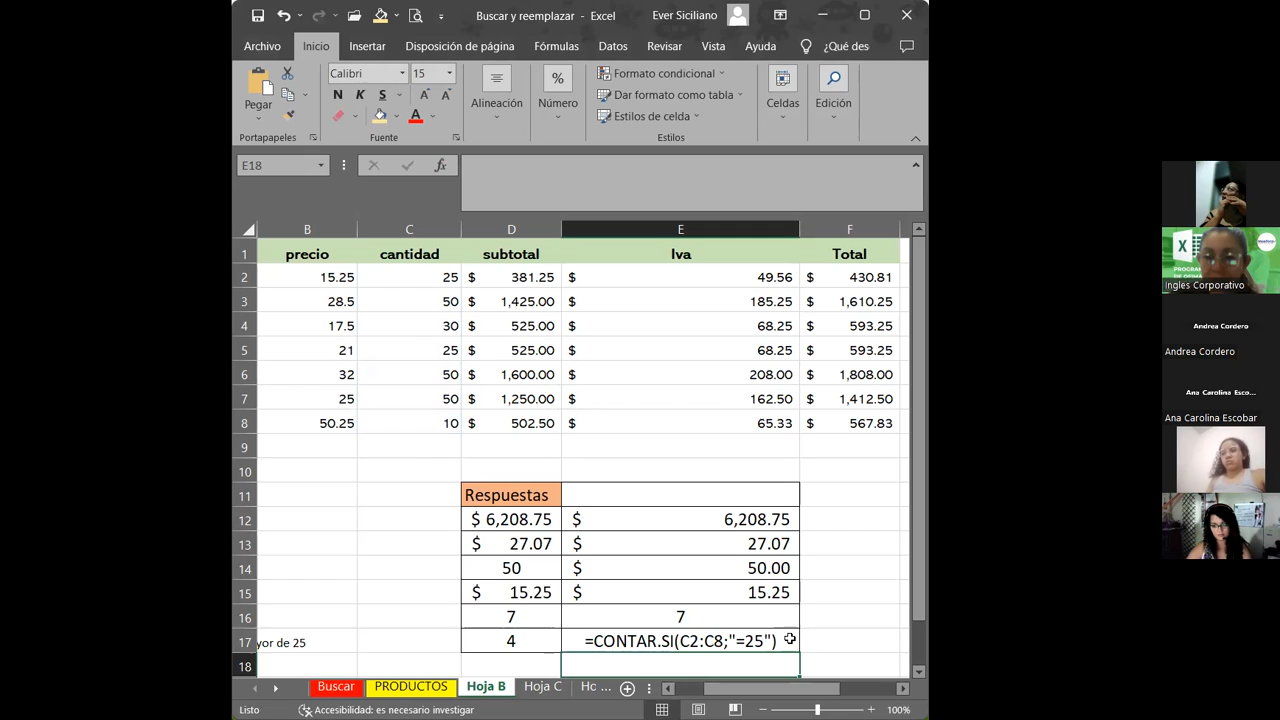 Buscar y reemplazar - Excel
Ever Siciliano
Archivo Inicio Insertar Disposición de página Fórmulas Datos Revisar Vista Ayuda ¿Qué des
Pegar
Calibri 15
N K S
A A
A
Alineación
%
Número
Formato condicional
Dar formato como tabla
Estilos de celda
Celdas
Edición
Portapapeles Fuente Estilos
E18 fx
B C D E F
1 precio cantidad subtotal Iva Total
2 15.25 25 $ 381.25 $ 49.56 $ 430.81
3 28.5 50 $ 1,425.00 $ 185.25 $ 1,610.25
4 17.5 30 $ 525.00 $ 68.25 $ 593.25
5 21 25 $ 525.00 $ 68.25 $ 593.25
6 32 50 $ 1,600.00 $ 208.00 $ 1,808.00
7 25 50 $ 1,250.00 $ 162.50 $ 1,412.50
8 50.25 10 $ 502.50 $ 65.33 $ 567.83
9
10
11 Respuestas
12 $ 6,208.75 $ 6,208.75
13 $ 27.07 $ 27.07
14 50 $ 50.00
15 $ 15.25 $ 15.25
16 7 7
17 yor de 25 4 =CONTAR.SI(C2:C8;"=25")
18
Buscar PRODUCTOS Hoja B Hoja C Hc ...
Listo Accesibilidad: es necesario investigar 100%
Ingles Corporativo
Andrea Cordero
Andrea Cordero
Ana Carolina Esco...
Ana Carolina Escobar